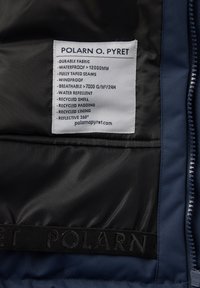 POLARN O. PYRET
-DURABLE FABRIC
-WATERPROOF >12000MM
-FULLY TAPED SEAMS
-WINDPROOF
-BREATHABLE >7000 G/M²/24H
-WATER REPELLENT
-RECYCLED SHELL
-RECYCLED PADDING
-RECYCLED LINING
-REFLECTIVE 360°
polarnopyret.com
RET POLARN